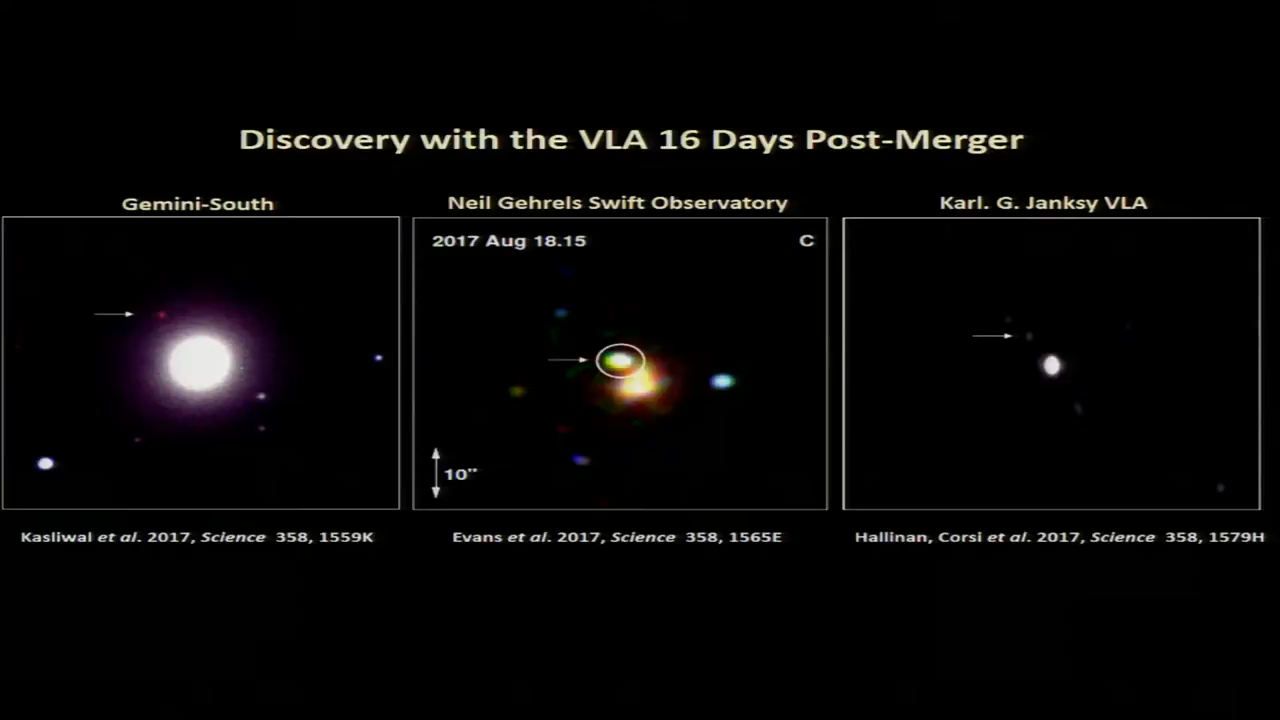 Discovery with the VLA 16 Days Post-Merger
Gemini-South
Neil Gehrels Swift Observatory
Karl. G. Janksy VLA
2017 Aug 18.15
C
10"
Kasliwal et al. 2017, Science 358, 1559K
Evans et al. 2017, Science 358, 1565E
Hallinan, Corsi et al. 2017, Science 358, 1579H